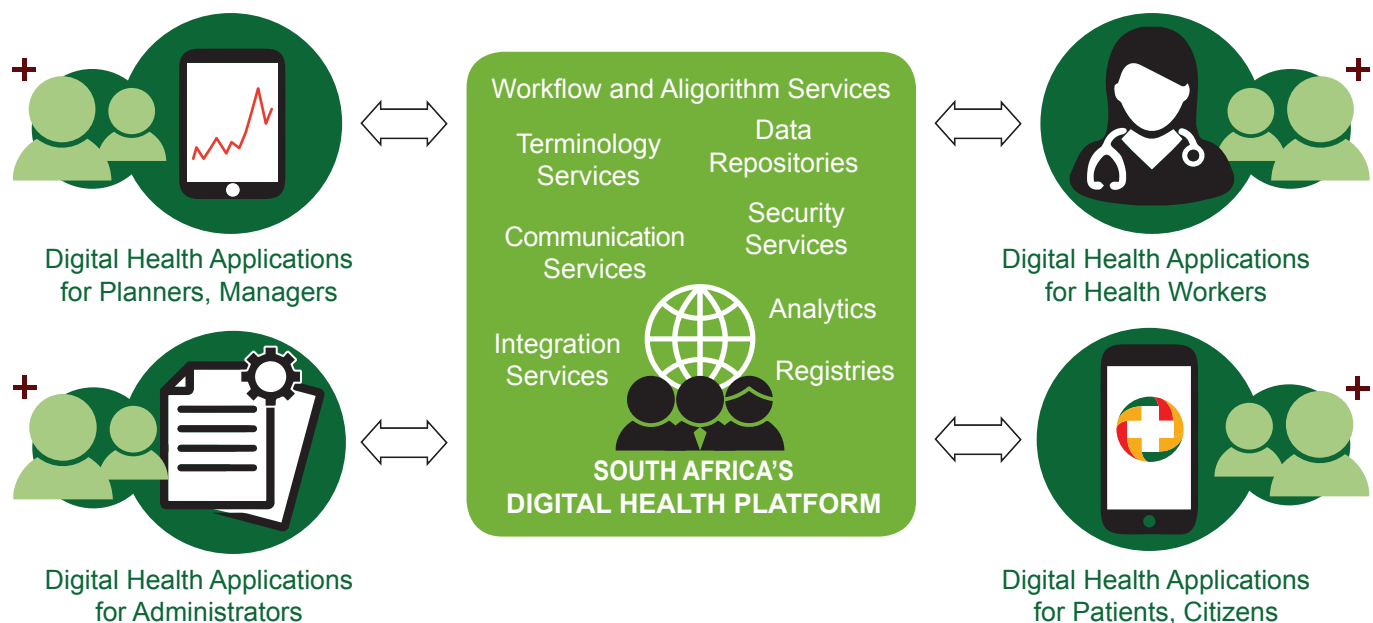 Workflow and Aligorithm Services
Terminology
Services
Data
Repositories
Communication
Services
Security
Services
Integration
Services
Analytics
Registries
SOUTH AFRICA'S
DIGITAL HEALTH PLATFORM
Digital Health Applications
for Planners, Managers
Digital Health Applications
for Health Workers
Digital Health Applications
for Administrators
Digital Health Applications
for Patients, Citizens